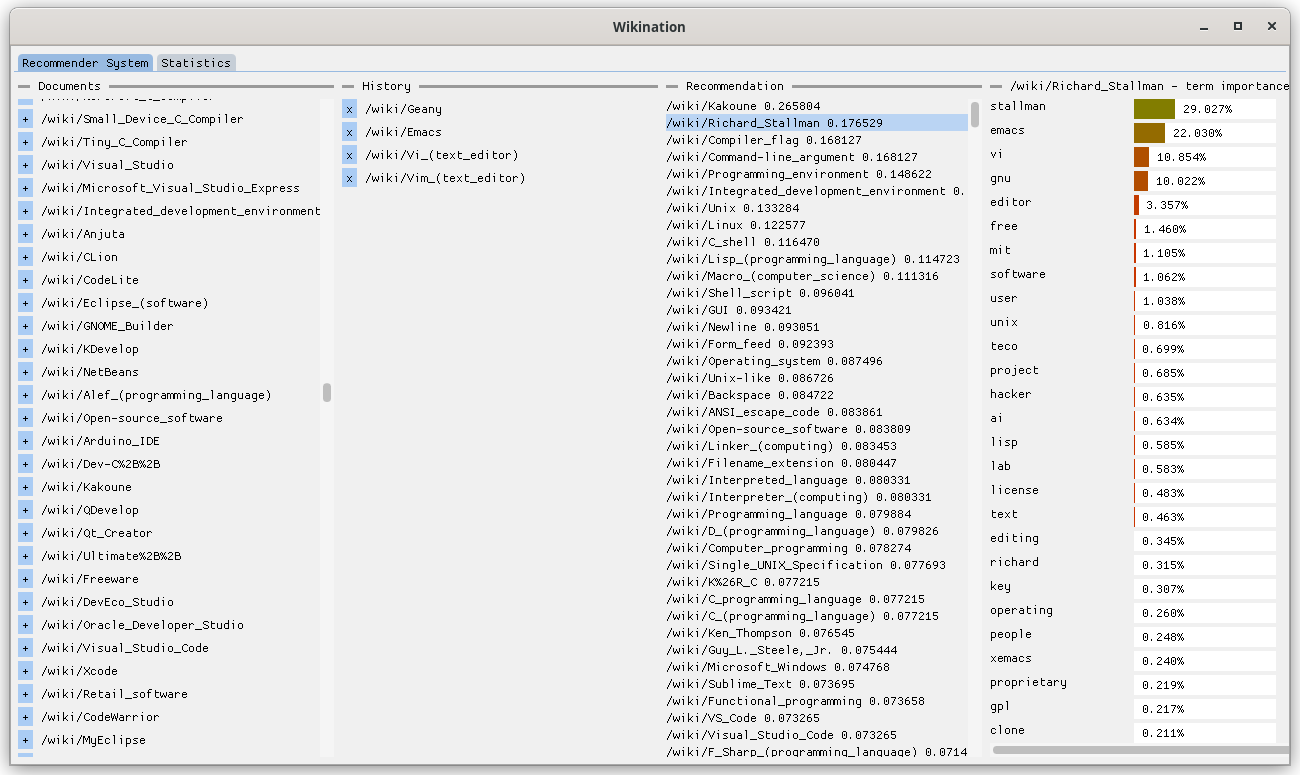 Wikination
Recommender System
Statistics
Documents
/wiki/Small_Device_C_Compiler
/wiki/Tiny_C_Compiler
/wiki/Visual_Studio
/wiki/Microsoft_Visual_Studio_Express
/wiki/Integrated_development_environment
/wiki/Anjuta
/wiki/CLion
/wiki/CodeLite
/wiki/Eclipse_(software)
/wiki/GNOME_Builder
/wiki/KDevelop
/wiki/NetBeans
/wiki/Alef_(programming_language)
/wiki/Open-source_software
/wiki/Arduino_IDE
/wiki/Dev-C%2B%2B
/wiki/Kakoune
/wiki/QDevelop
/wiki/Qt_Creator
/wiki/Ultimate%2B%2B
/wiki/Freeware
/wiki/DevEco_Studio
/wiki/Oracle_Developer_Studio
/wiki/Visual_Studio_Code
/wiki/Xcode
/wiki/Retail_software
/wiki/CodeWarrior
/wiki/MyEclipse
History
x /wiki/Geany
x /wiki/Emacs
x /wiki/Vi_(text_editor)
x /wiki/Vim_(text_editor)
Recommendation
/wiki/Kakoune 0.265804
/wiki/Richard_Stallman 0.176529
/wiki/Compiler_flag 0.168127
/wiki/Command-line_argument 0.168127
/wiki/Programming_environment 0.148622
/wiki/Integrated_development_environment 0.
/wiki/Unix 0.133284
/wiki/Linux 0.122577
/wiki/C_shell 0.116470
/wiki/Lisp_(programming_language) 0.114723
/wiki/Macro_(computer_science) 0.111316
/wiki/Shell_script 0.096041
/wiki/GUI 0.093421
/wiki/Newline 0.093051
/wiki/Form_feed 0.092393
/wiki/Operating_system 0.087496
/wiki/Unix-like 0.086726
/wiki/Backspace 0.084722
/wiki/ANSI_escape_code 0.083861
/wiki/Open-source_software 0.083809
/wiki/Linker_(computing) 0.083453
/wiki/Filename_extension 0.080447
/wiki/Interpreted_language 0.080331
/wiki/Interpreter_(computing) 0.080331
/wiki/Programming_language 0.079884
/wiki/D_(programming_language) 0.079826
/wiki/Computer_programming 0.078274
/wiki/Single_UNIX_Specification 0.077693
/wiki/K%26R_C 0.077215
/wiki/C_programming_language 0.077215
/wiki/C_(programming_language) 0.077215
/wiki/Ken_Thompson 0.076545
/wiki/Guy_L._Steele,_Jr. 0.075444
/wiki/Microsoft_Windows 0.074768
/wiki/Sublime_Text 0.073695
/wiki/Functional_programming 0.073658
/wiki/VS_Code 0.073265
/wiki/Visual_Studio_Code 0.073265
/wiki/F_Sharp_(programming_language) 0.0714
/wiki/Richard_Stallman - term importance
stallman 29.027%
emacs 22.030%
vi 10.854%
gnu 10.022%
editor 3.357%
free 1.460%
mit 1.105%
software 1.062%
user 1.038%
unix 0.816%
teco 0.699%
project 0.685%
hacker 0.635%
ai 0.634%
lisp 0.585%
lab 0.583%
license 0.483%
text 0.463%
editing 0.345%
richard 0.315%
key 0.307%
operating 0.260%
people 0.248%
xemacs 0.240%
proprietary 0.219%
gpl 0.217%
clone 0.211%